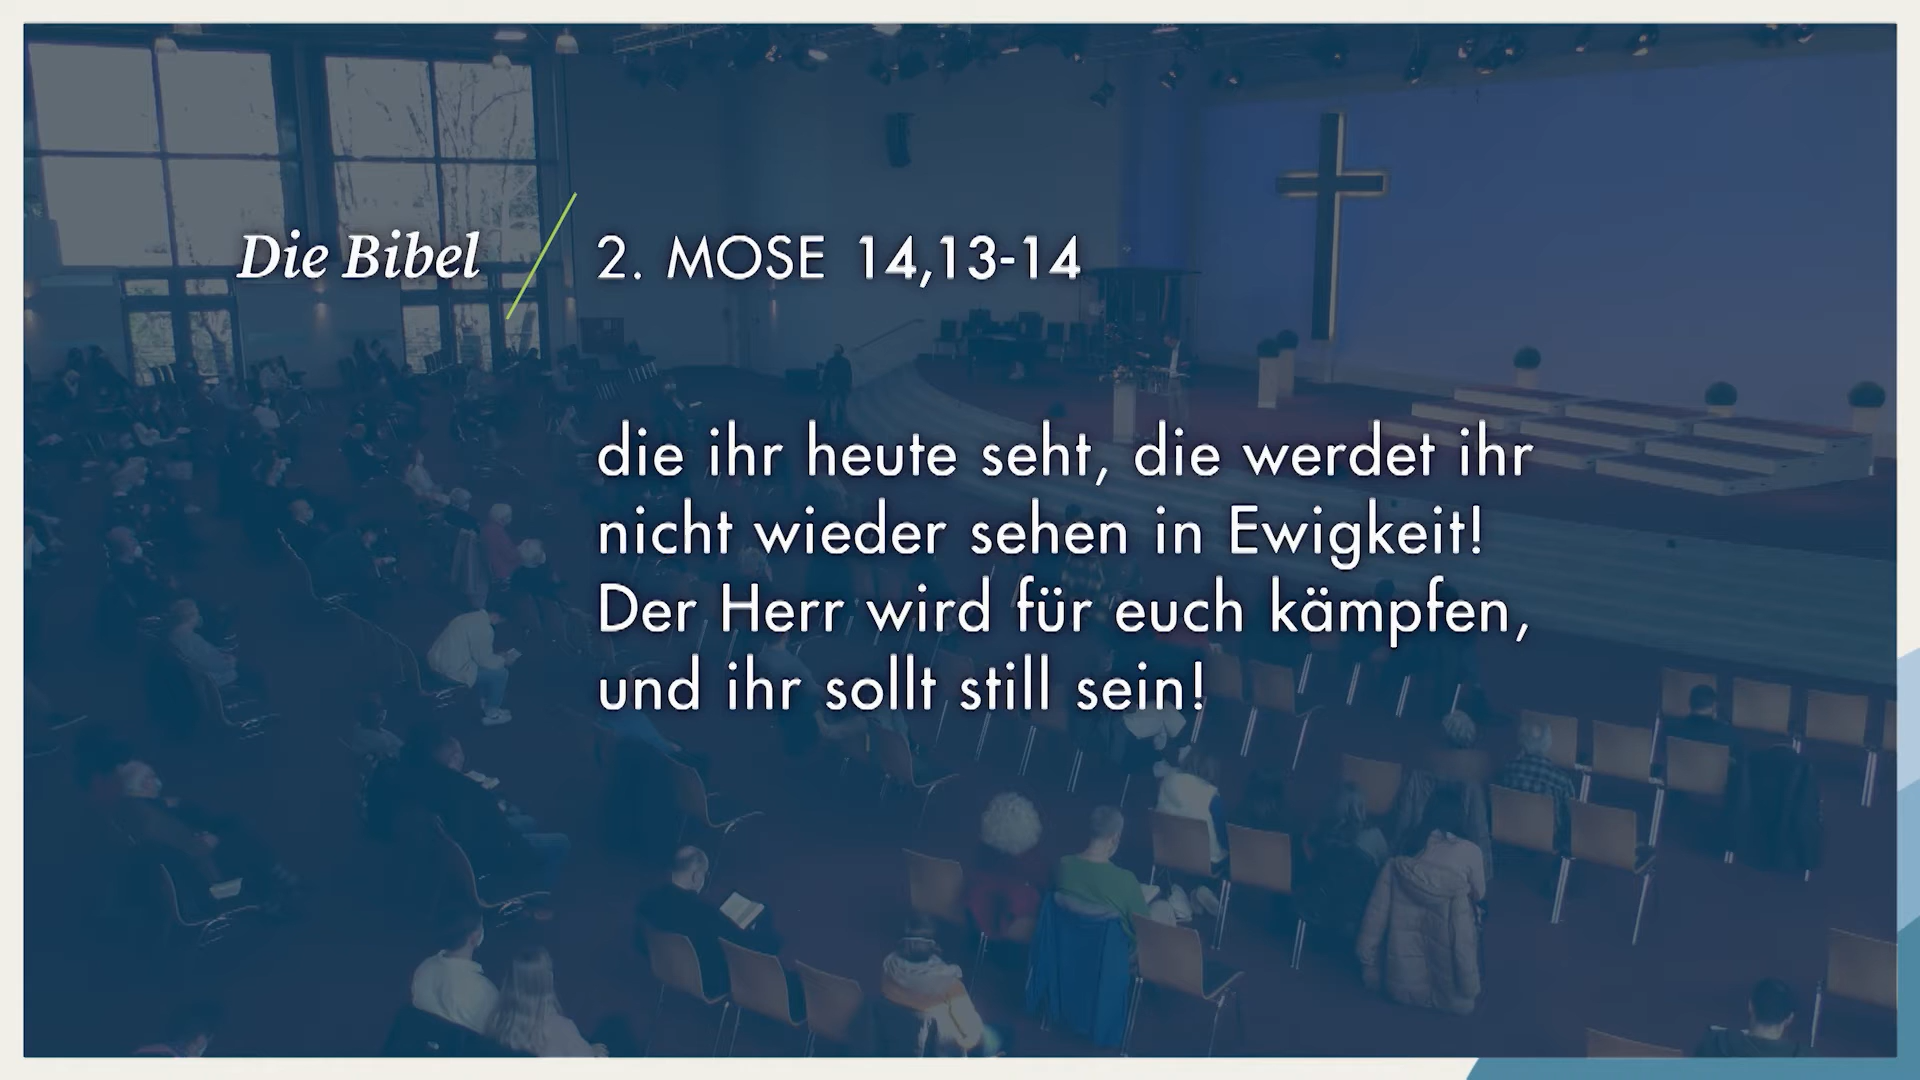 Die Bibel / 2. MOSE 14,13-14
die ihr heute seht, die werdet ihr
nicht wieder sehen in Ewigkeit!
Der Herr wird für euch kämpfen,
und ihr sollt still sein!